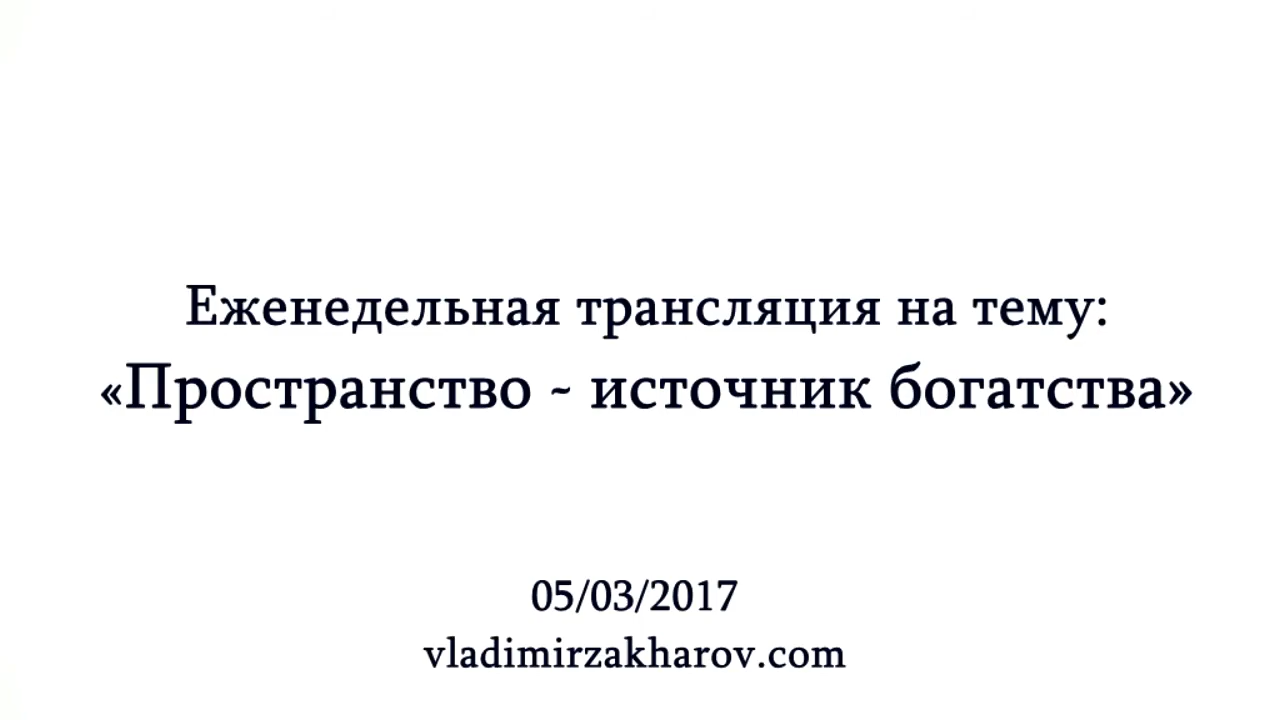 Еженедельная трансляция на тему:
«Пространство - источник богатства»
05/03/2017
vladimirzakharov.com